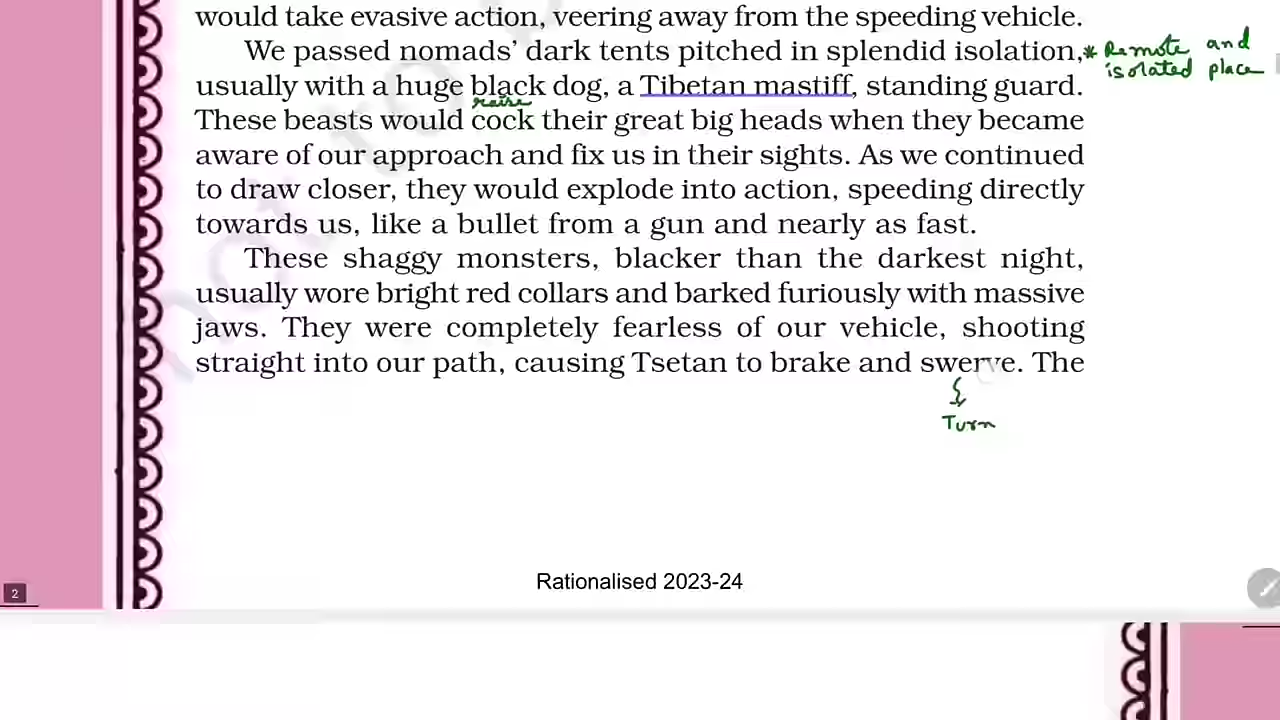 would take evasive action, veering away from the speeding vehicle.
We passed nomads’ dark tents pitched in splendid isolation, * Remote and
isolated place
usually with a huge black dog, a Tibetan mastiff, standing guard.
raise
These beasts would cock their great big heads when they became
aware of our approach and fix us in their sights. As we continued
to draw closer, they would explode into action, speeding directly
towards us, like a bullet from a gun and nearly as fast.
These shaggy monsters, blacker than the darkest night,
usually wore bright red collars and barked furiously with massive
jaws. They were completely fearless of our vehicle, shooting
straight into our path, causing Tsetan to brake and swerve. The
Turn
not to b
Rationalised 2023-24
2